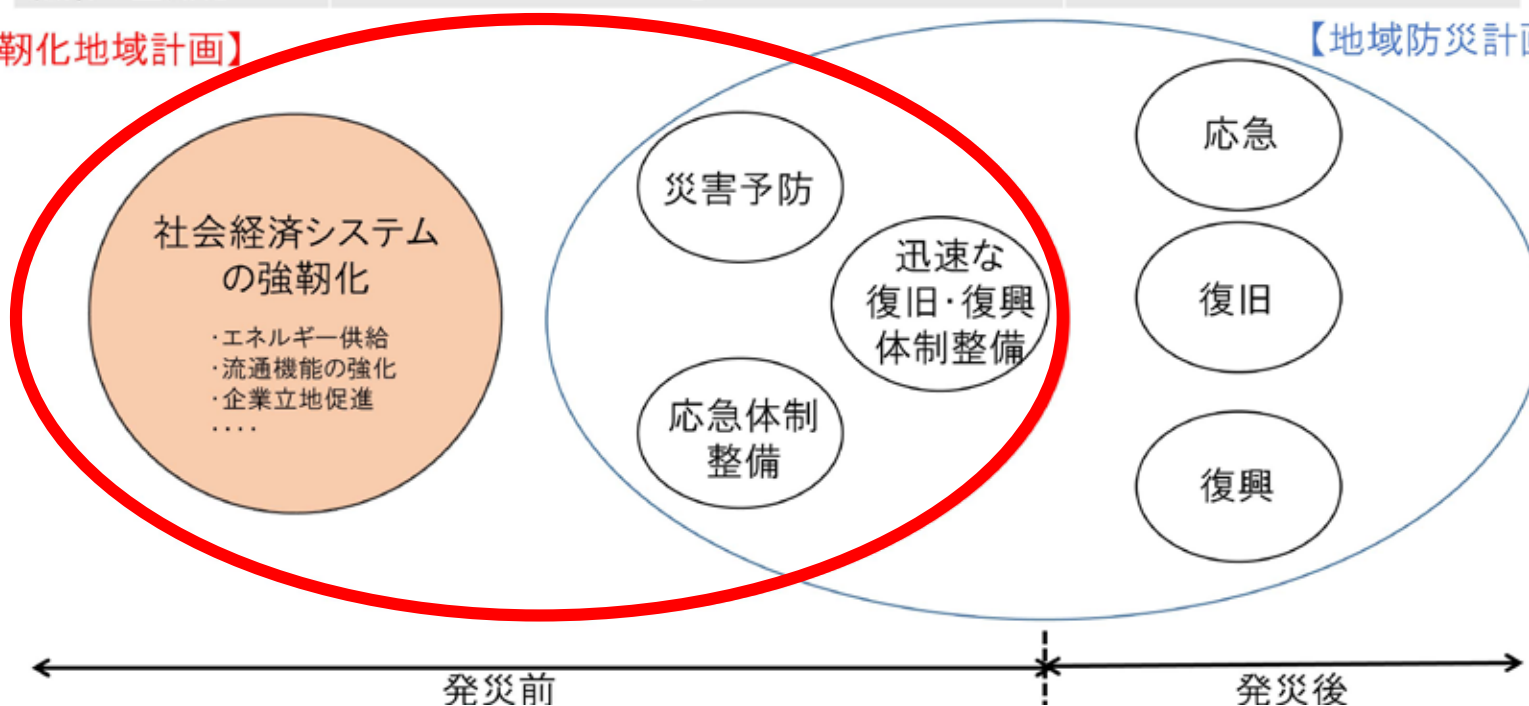 靭化地域計画】
【地域防災計画
社会経済システム
の強靭化
・エネルギー供給
・流通機能の強化
・企業立地促進
････
災害予防
迅速な
復旧・復興
体制整備
応急体制
整備
応急
復旧
復興
発災前
発災後